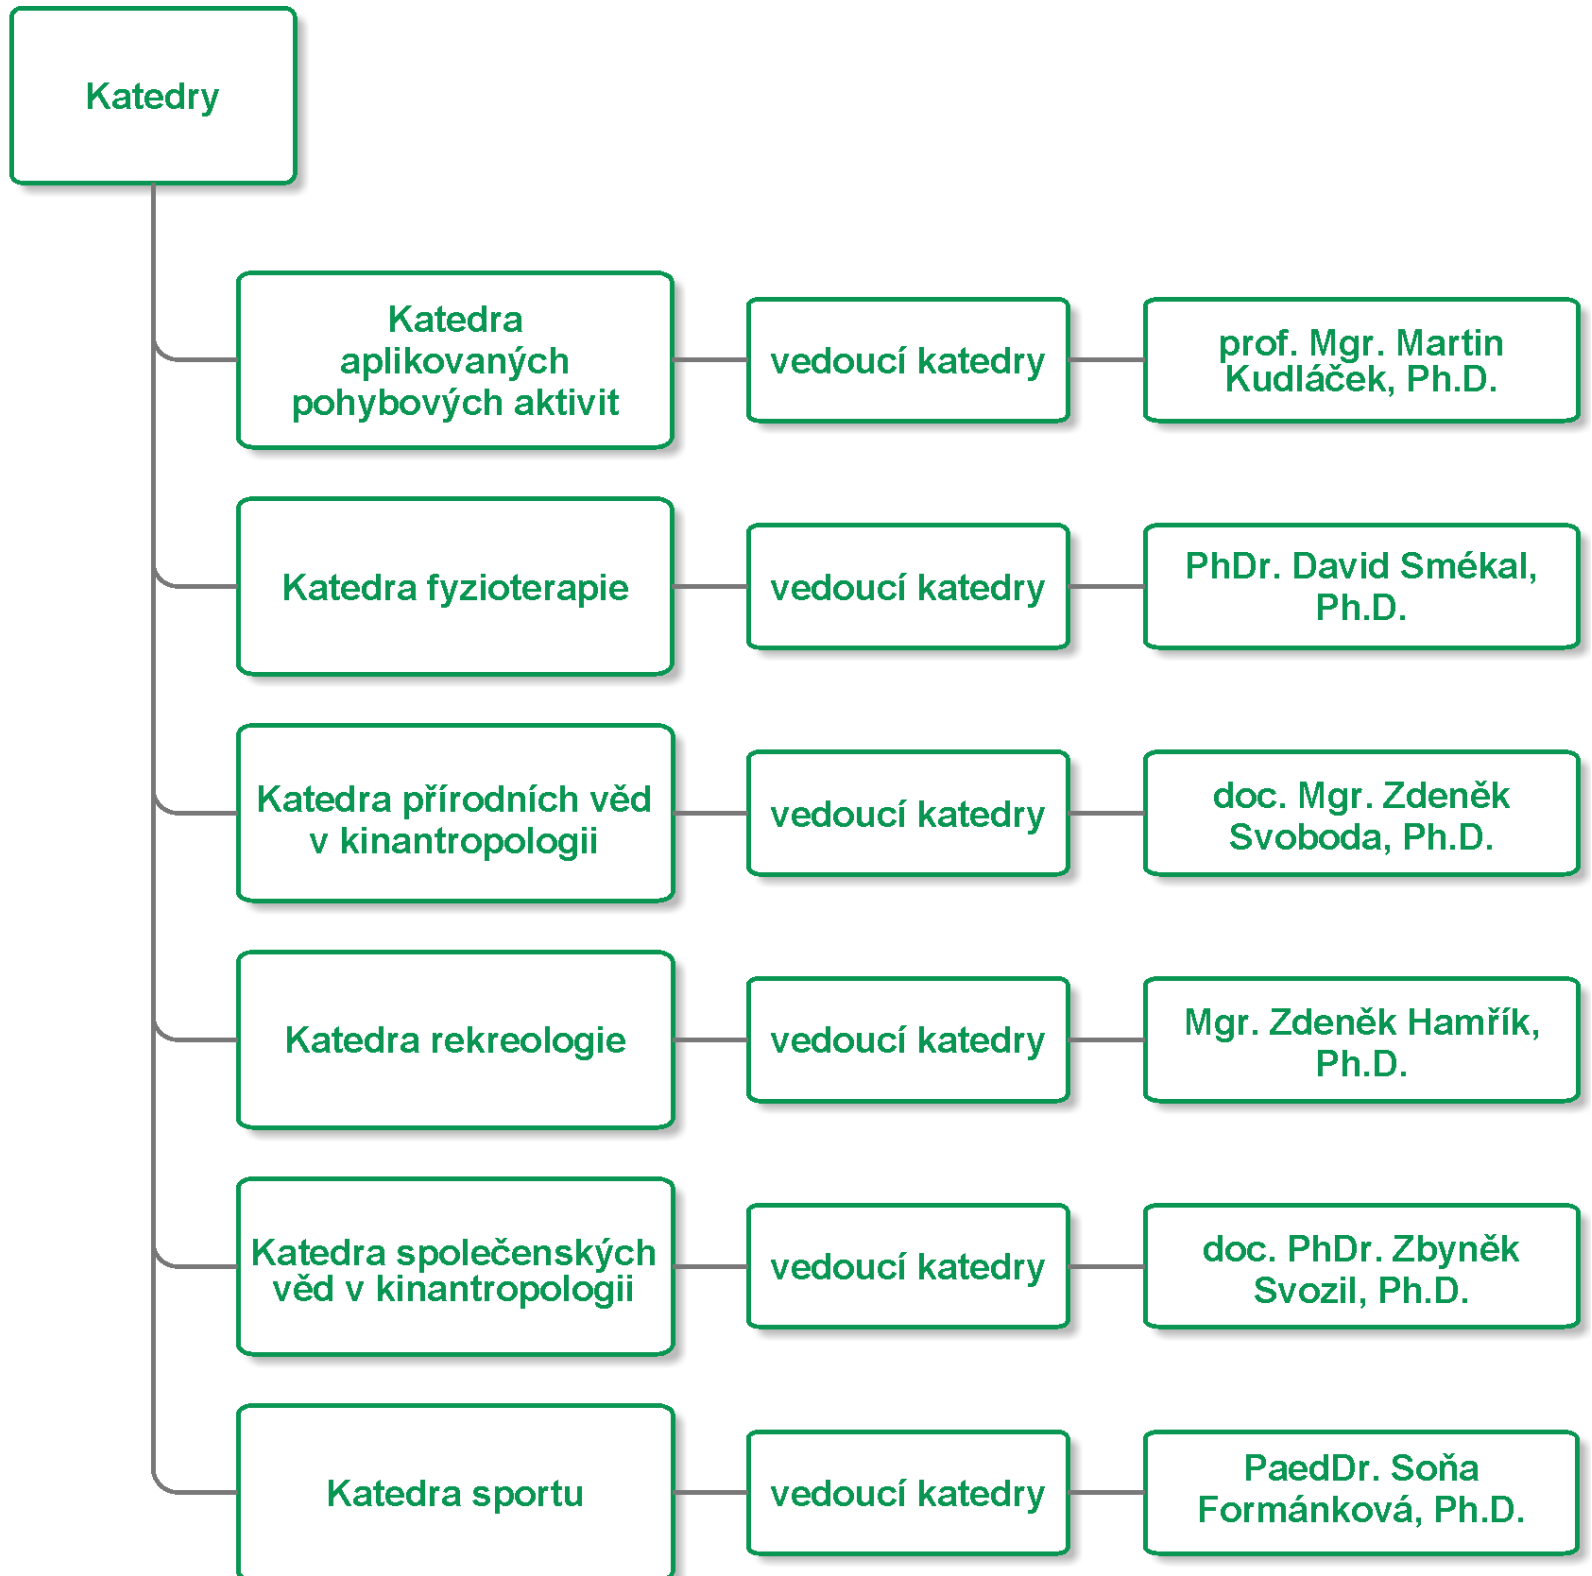 Katedry
Katedra
aplikovaných
pohybových aktivit
vedoucí katedry
prof. Mgr. Martin
Kudláček, Ph.D.
Katedra fyzioterapie
vedoucí katedry
PhDr. David Smékal,
Ph.D.
Katedra přírodních věd
v kinantropologii
vedoucí katedry
doc. Mgr. Zdeněk
Svoboda, Ph.D.
Katedra rekreologie
vedoucí katedry
Mgr. Zdeněk Hamřík,
Ph.D.
Katedra společenských
věd v kinantropologii
vedoucí katedry
doc. PhDr. Zbyněk
Svozil, Ph.D.
Katedra sportu
vedoucí katedry
PaedDr. Soňa
Formánková, Ph.D.